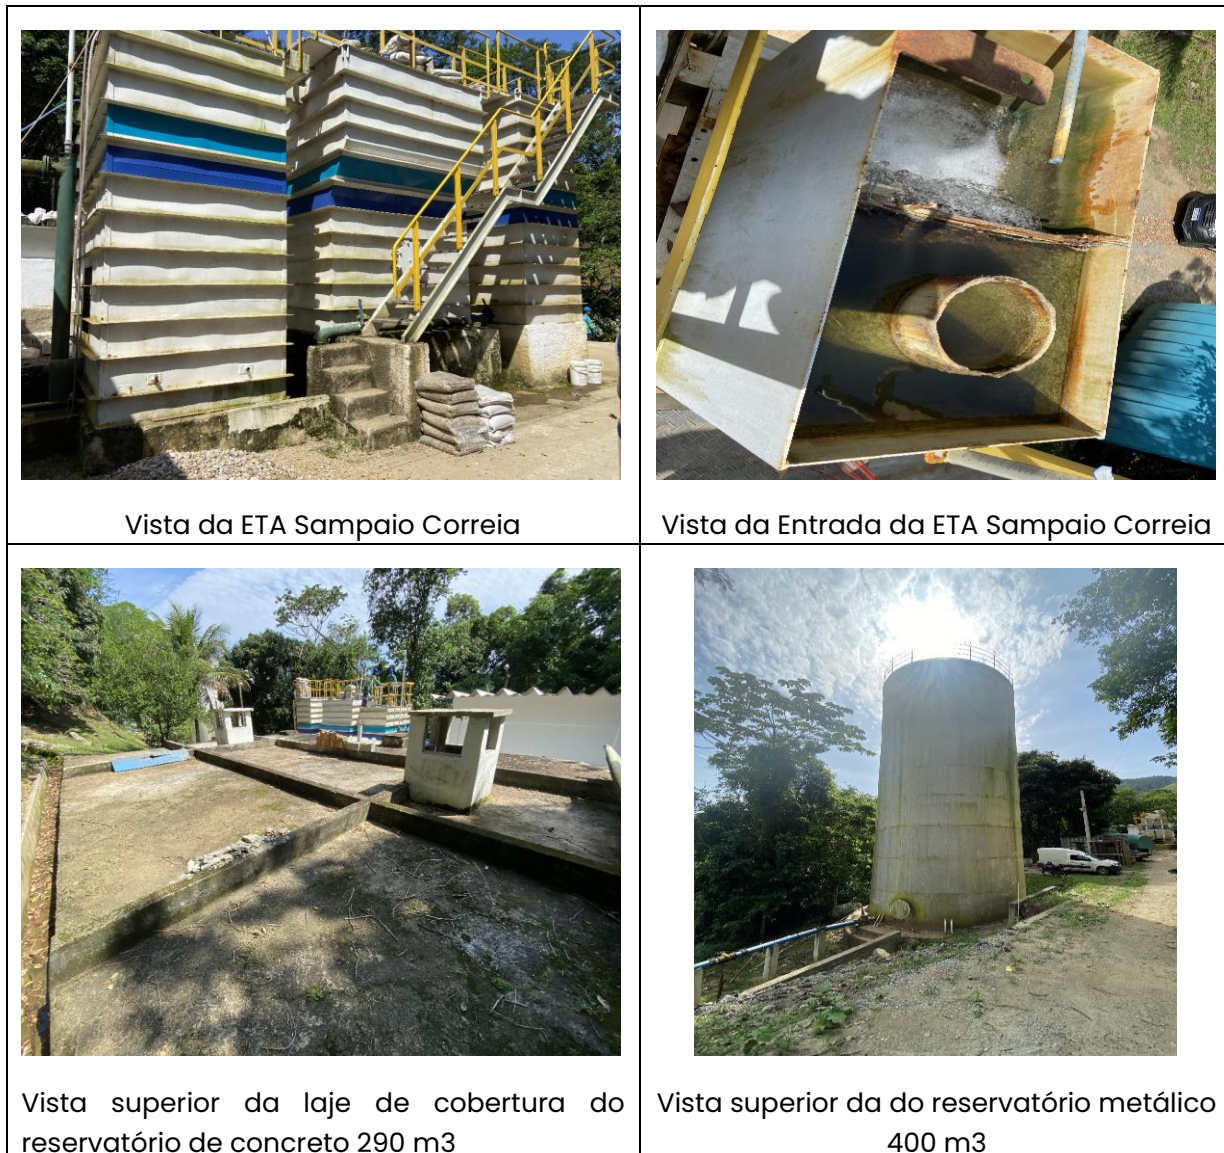 Vista da ETA Sampaio Correia
Vista da Entrada da ETA Sampaio Correia
Vista superior da laje de cobertura do
reservatório de concreto 290 m3
Vista superior da do reservatório metálico
400 m3